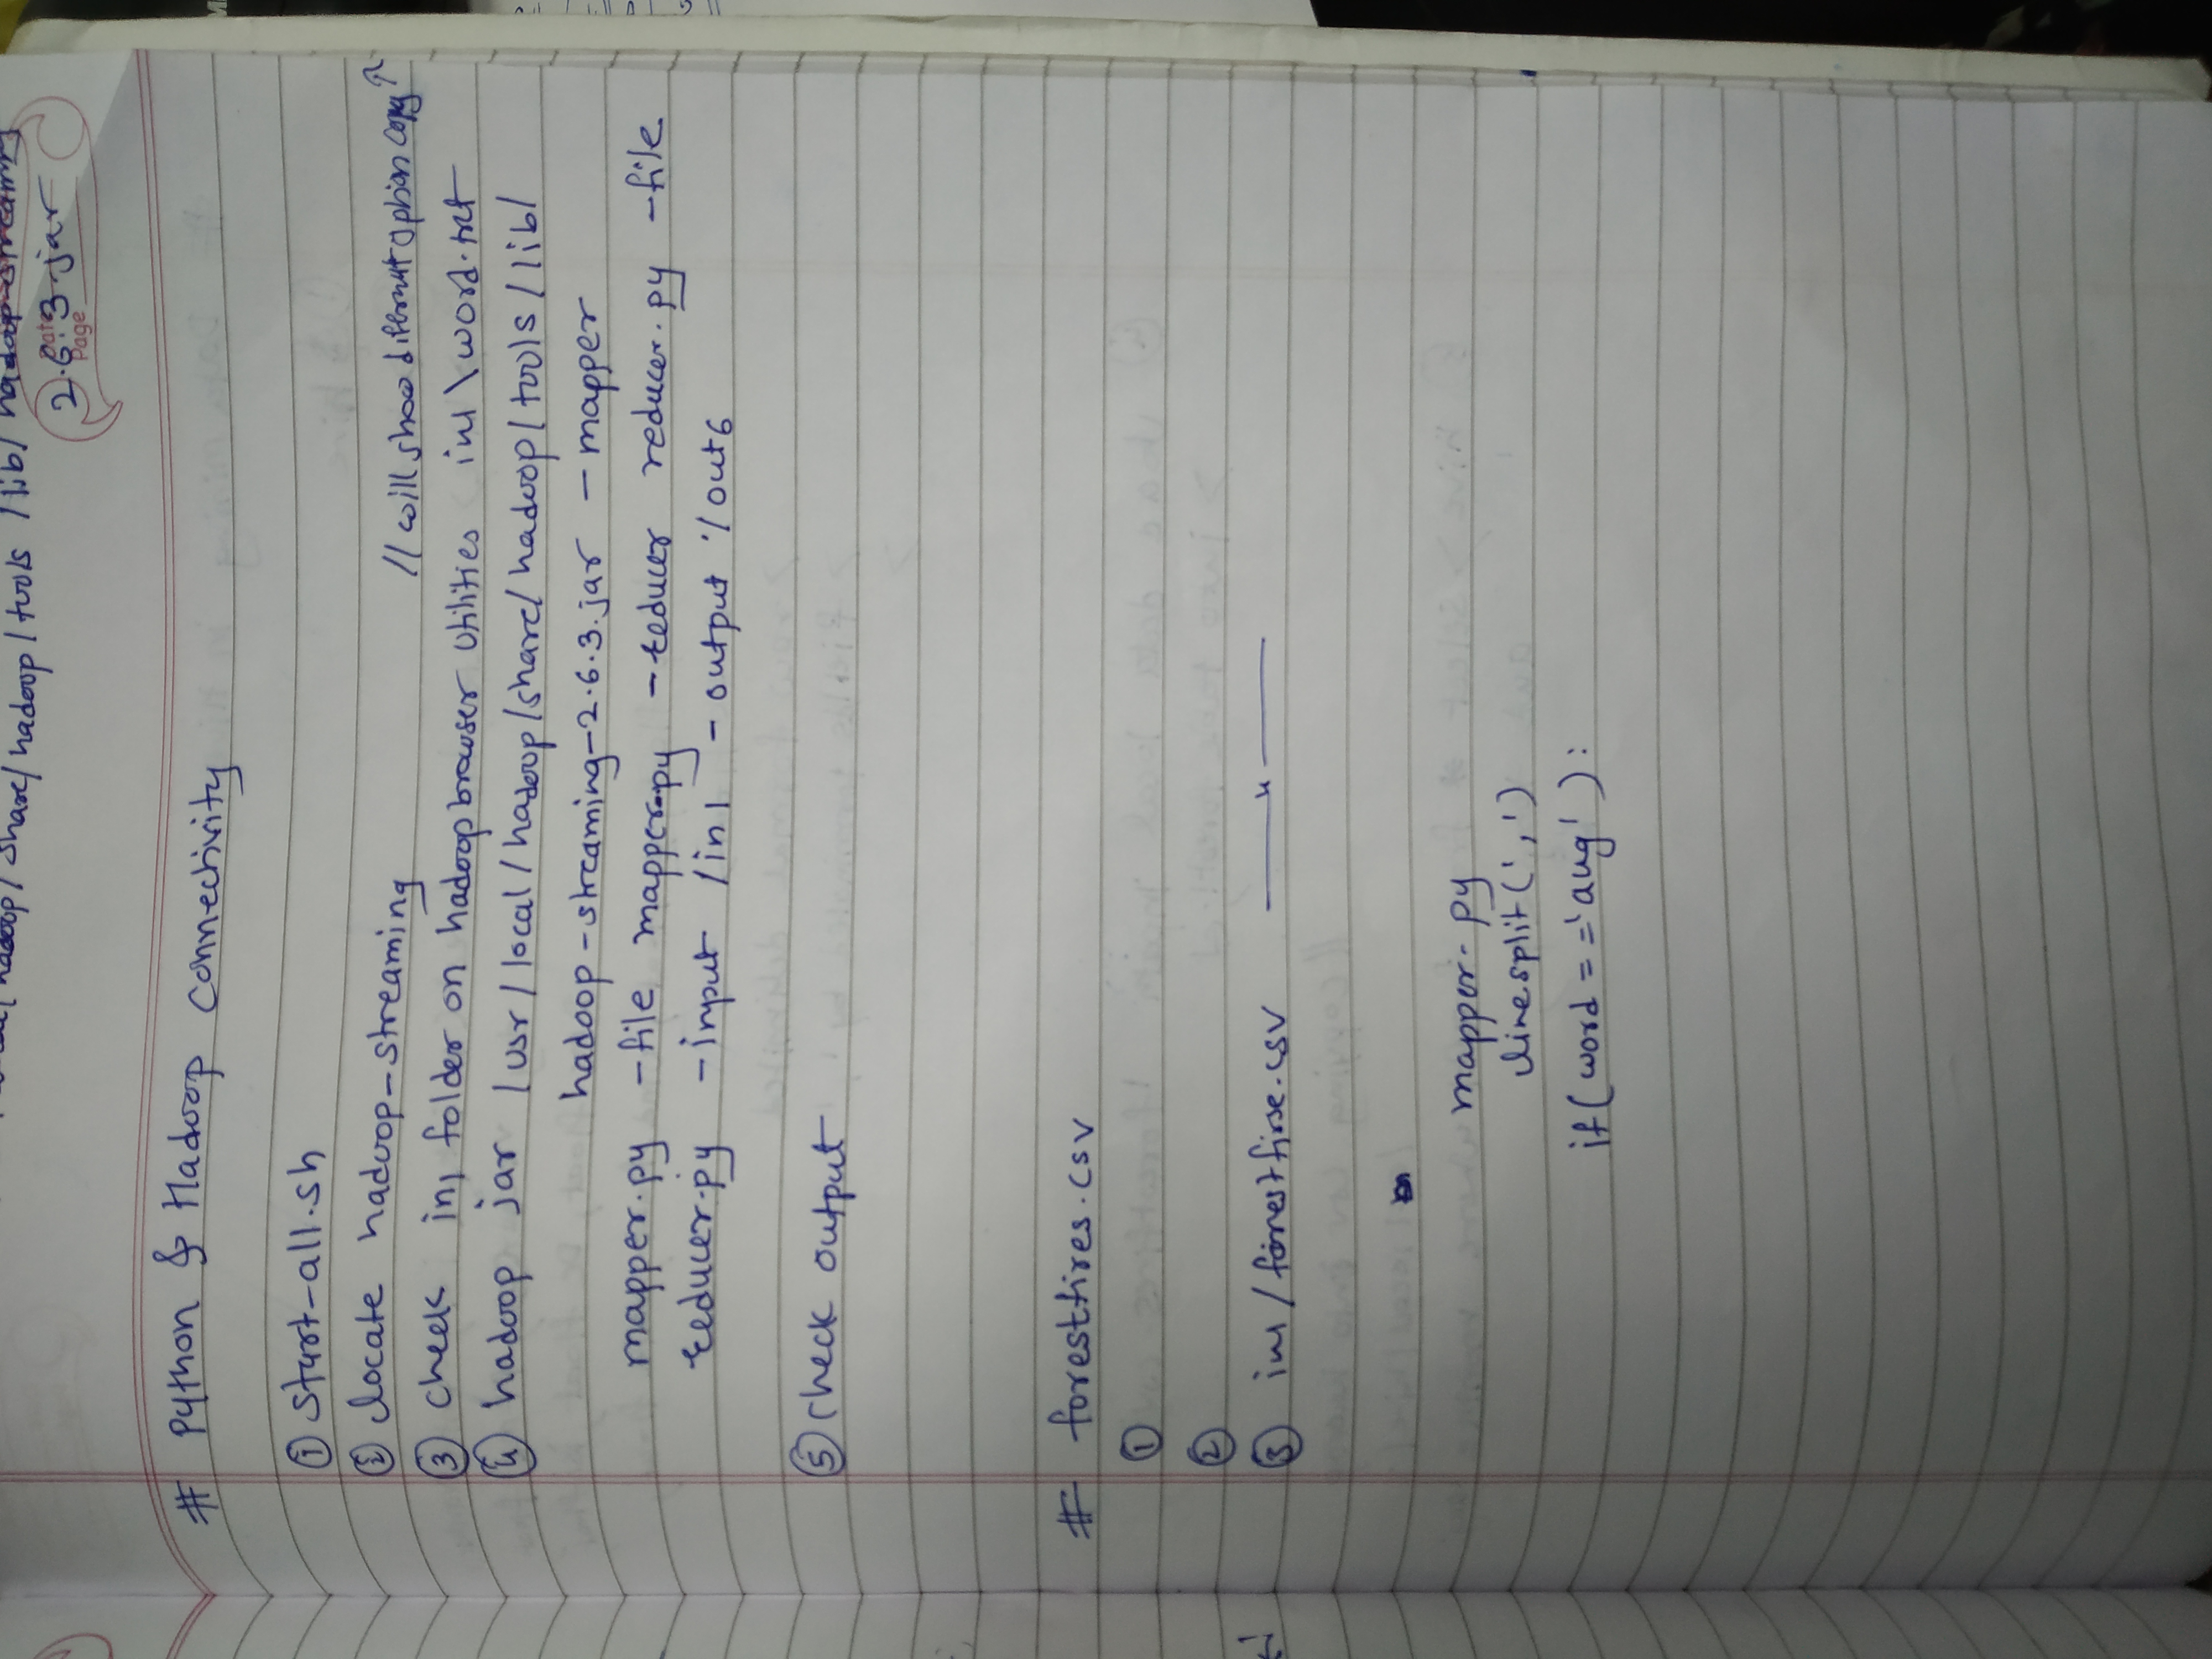 hadoop / share / hadoop / tools / lib / hadoop-streaming
Date
2.6.3.jar
Page
# Python & Hadoop Connectivity
① start-all.sh
② locate hadoop-streaming // will show different option copy ↗
③ check in1 folder on hadoop browser utilities in1 \ word.txt
④ hadoop jar /usr/local/hadoop/share/hadoop/tools/lib/
hadoop-streaming-2.6.3.jar -mapper
mapper.py -file mapper.py -reducer reducer.py -file
reducer.py -input /in1 -output /out6
⑤ check output
# forestfires.csv
①
②
③ in1 / forestfirse.csv —— " ——
mapper.py
line split (',')
if ( word == 'aug' ) :